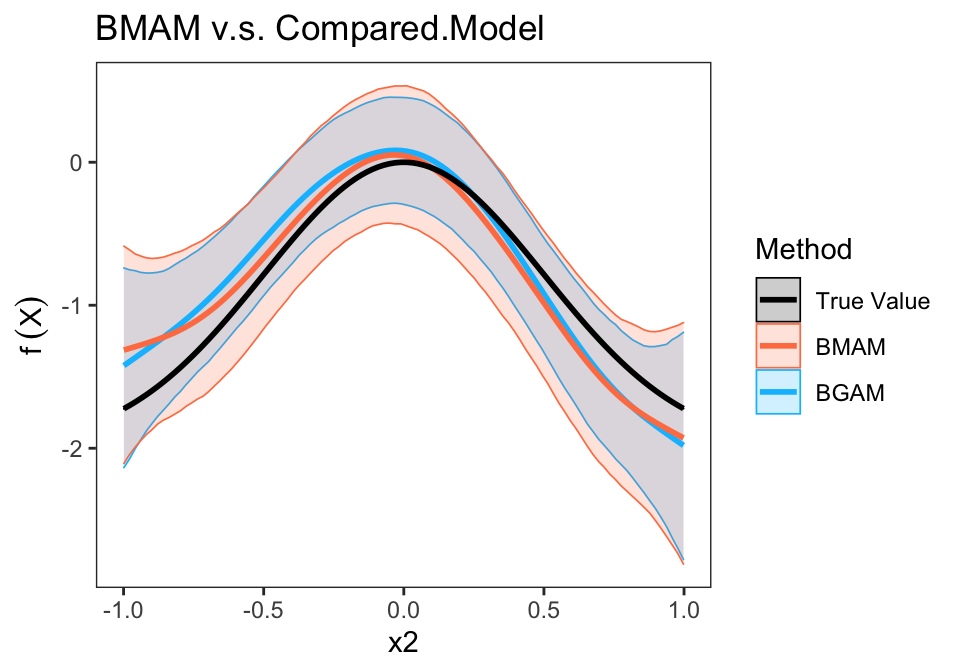 BMAM v.s. Compared.Model
f (x)
0
-1
-2
-1.0 -0.5 0.0 0.5 1.0
x2
Method
True Value
BMAM
BGAM